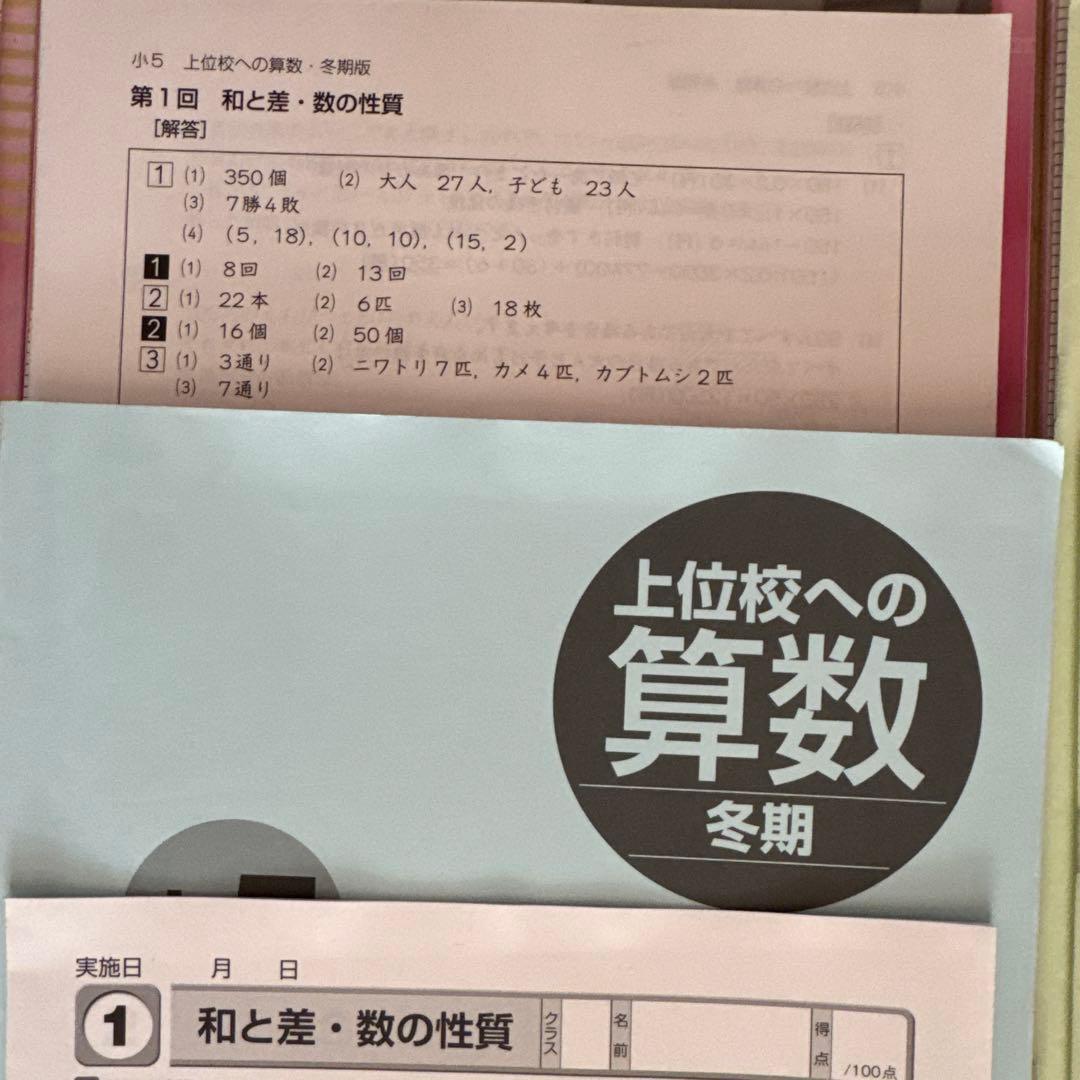 小5 上位校への算数・冬期版
第1回 和と差・数の性質
［解答］
1 (1) 350個 (2) 大人 27人，子ども 23人
(3) 7勝4敗
(4) (5, 18)，(10, 10)，(15, 2)
1 (1) 8回 (2) 13回
2 (1) 22本 (2) 6匹 (3) 18枚
2 (1) 16個 (2) 50個
3 (1) 3通り (2) ニワトリ7匹，カメ4匹，カブトムシ2匹
(3) 7通り
上位校への
算数
冬期
実施日 月 日
1 和と差・数の性質 クラス 名前 得点 /100点